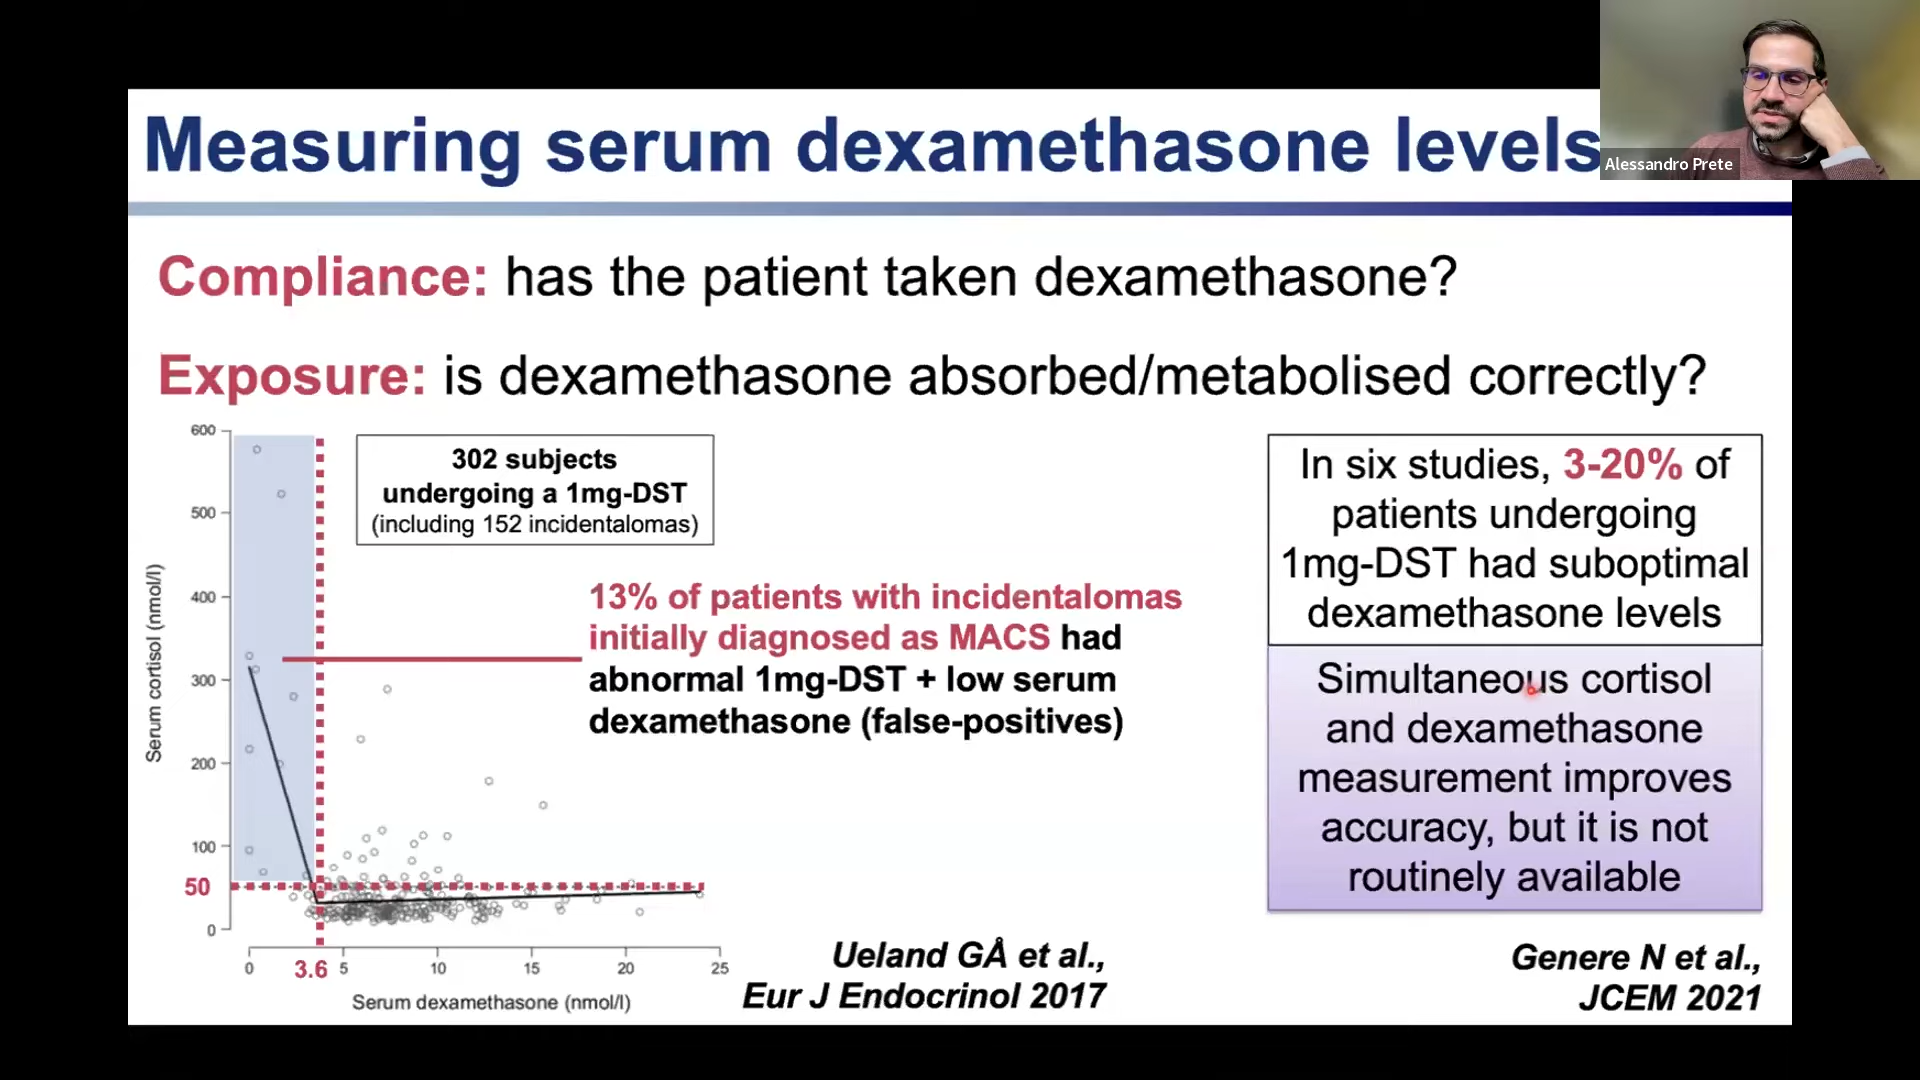 Measuring serum dexamethasone levels
Alessandro Prete
Compliance: has the patient taken dexamethasone?
Exposure: is dexamethasone absorbed/metabolised correctly?
600
500
400
300
200
100
50
0
Serum cortisol (nmol/l)
302 subjects
undergoing a 1mg-DST
(including 152 incidentalomas)
13% of patients with incidentalomas
initially diagnosed as MACS had
abnormal 1mg-DST + low serum
dexamethasone (false-positives)
0 3.6 5 10 15 20 25
Serum dexamethasone (nmol/l)
Ueland GÅ et al.,
Eur J Endocrinol 2017
In six studies, 3-20% of
patients undergoing
1mg-DST had suboptimal
dexamethasone levels
Simultaneous cortisol
and dexamethasone
measurement improves
accuracy, but it is not
routinely available
Genere N et al.,
JCEM 2021